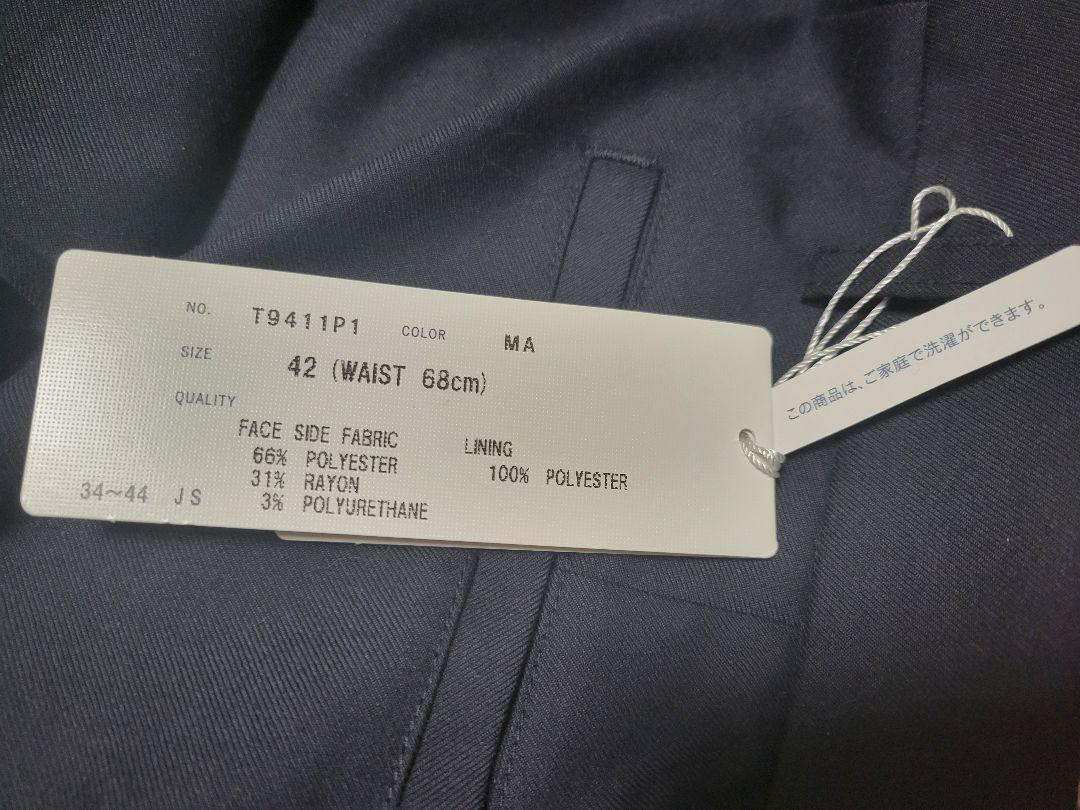 NO. T9411P1 COLOR MA
SIZE 42 (WAIST 68cm)
QUALITY
FACE SIDE FABRIC LINING
66% POLYESTER 100% POLYESTER
31% RAYON
3% POLYURETHANE
34~44 JS
この商品は、ご家庭で洗濯ができます。